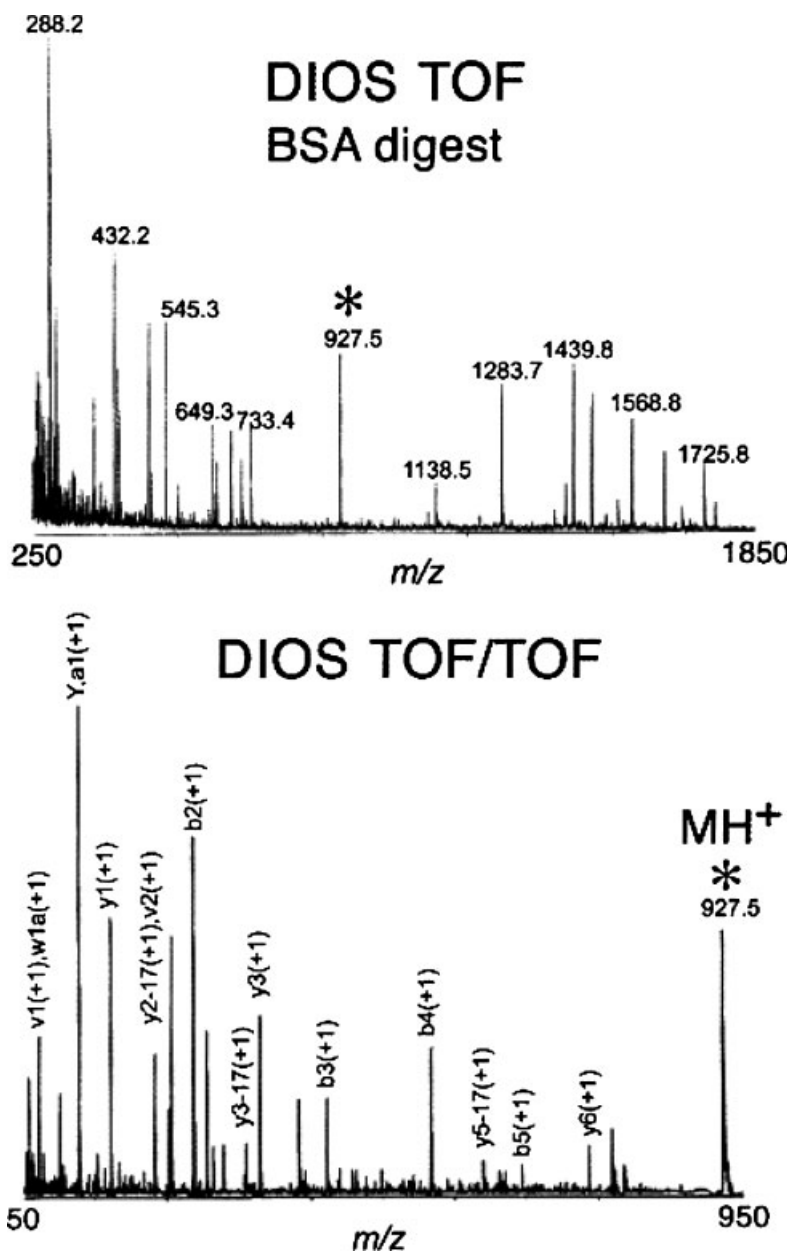 288.2
DIOS TOF
BSA digest
432.2
545.3
*
927.5
649.3
733.4
1439.8
1283.7
1568.8
1138.5
1725.8
250
1850
m/z
DIOS TOF/TOF
Y,a1(+1)
v1(+1),w1a(+1)
y1(+1)
y2-17(+1),v2(+1)
b2(+1)
y3-17(+1)
y3(+1)
b3(+1)
b4(+1)
y5-17(+1)
b5(+1)
y6(+1)
MH+
*
927.5
50
950
m/z